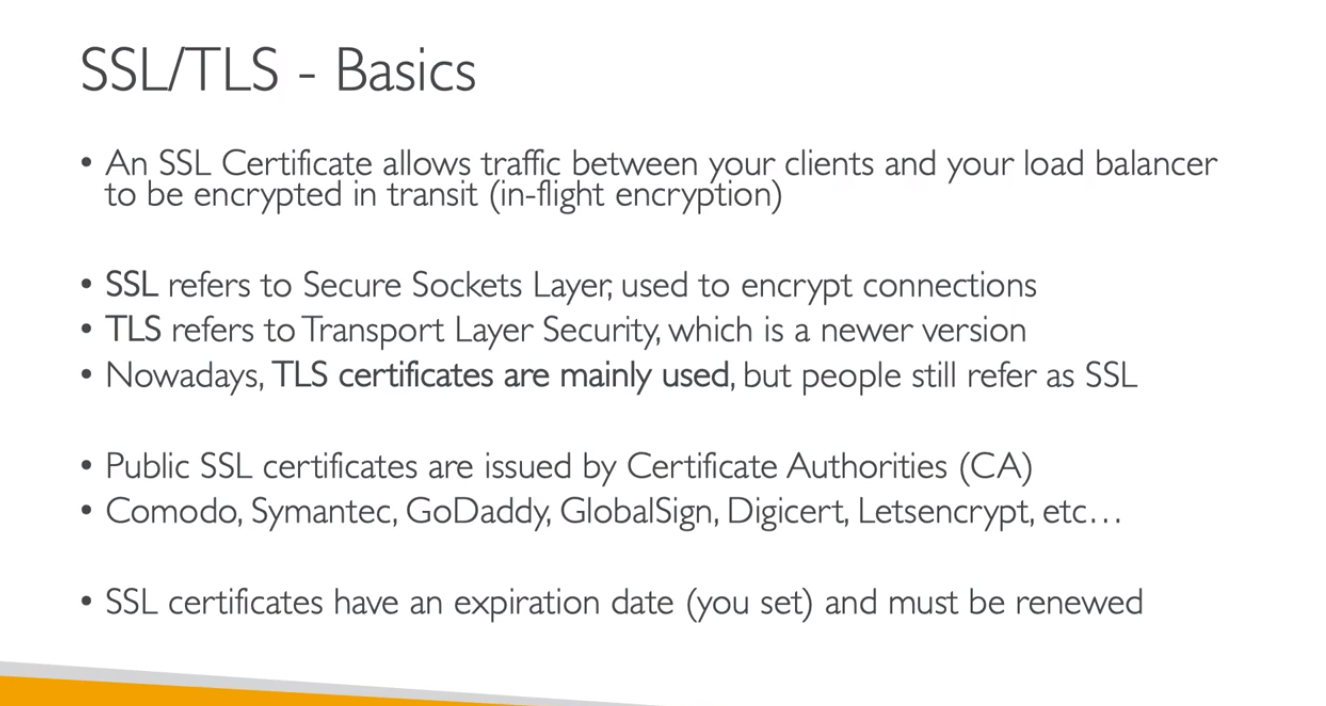 SSL/TLS - Basics
• An SSL Certificate allows traffic between your clients and your load balancer
to be encrypted in transit (in-flight encryption)
• SSL refers to Secure Sockets Layer, used to encrypt connections
• TLS refers to Transport Layer Security, which is a newer version
• Nowadays, TLS certificates are mainly used, but people still refer as SSL
• Public SSL certificates are issued by Certificate Authorities (CA)
• Comodo, Symantec, GoDaddy, GlobalSign, Digicert, Letsencrypt, etc…
• SSL certificates have an expiration date (you set) and must be renewed